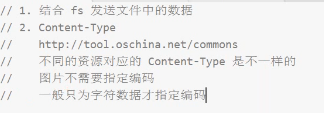 // 1. 结合 fs 发送文件中的数据
// 2. Content-Type
//    http://tool.oschina.net/commons
//    不同的资源对应的 Content-Type 是不一样的
//    图片不需要指定编码
//    一般只为字符数据才指定编码